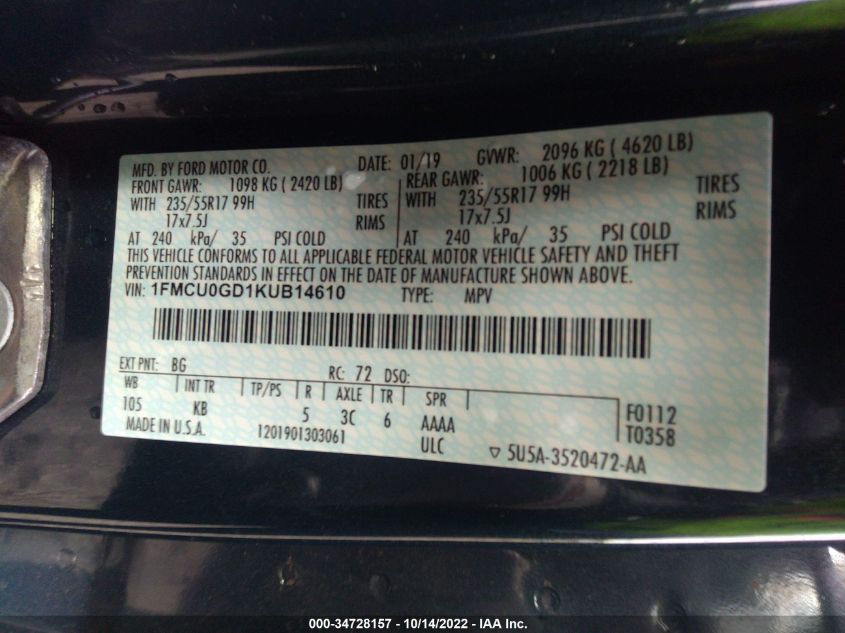 MFD. BY FORD MOTOR CO. DATE: 01/19 GVWR: 2096 KG ( 4620 LB)
FRONT GAWR: 1098 KG ( 2420 LB) REAR GAWR: 1006 KG ( 2218 LB)
WITH 235/55R17 99H TIRES WITH 235/55R17 99H TIRES
17x7.5J RIMS 17x7.5J RIMS
AT 240 kPa/ 35 PSI COLD AT 240 kPa/ 35 PSI COLD
THIS VEHICLE CONFORMS TO ALL APPLICABLE FEDERAL MOTOR VEHICLE SAFETY AND THEFT
PREVENTION STANDARDS IN EFFECT ON THE DATE OF MANUFACTURE SHOWN ABOVE.
VIN: 1FMCU0GD1KUB14610 TYPE: MPV
EXT PNT: BG RC: 72 DSO:
WB INT TR TP/PS R AXLE TR SPR
105 KB 5 3C 6 AAAA F0112
MADE IN U.S.A. 1201901303061 ULC T0358
▽ 5U5A-3520472-AA
000-34728157 - 10/14/2022 - IAA Inc.